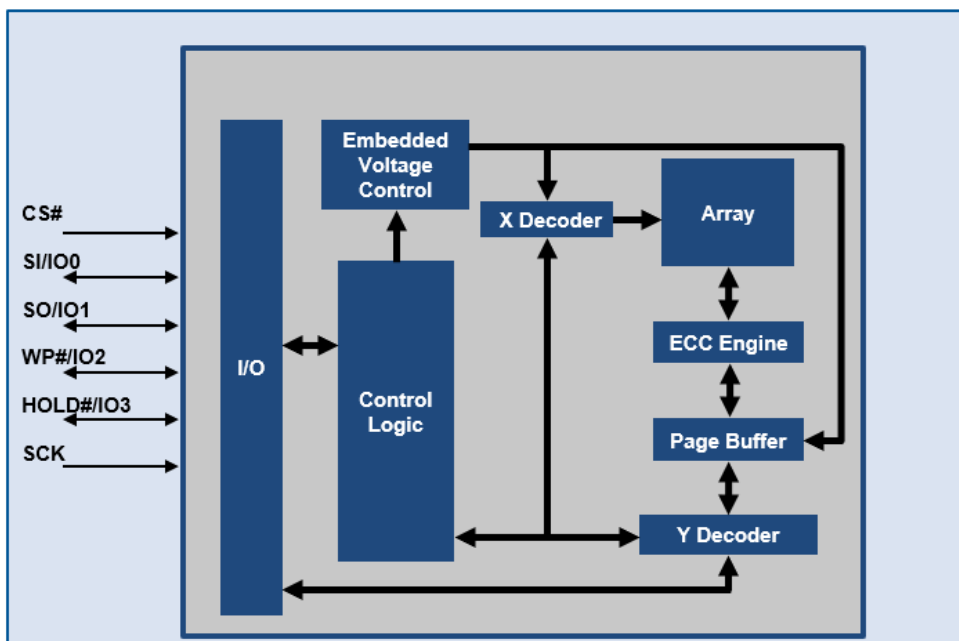 CS#
SI/IO0
SO/IO1
WP#/IO2
HOLD#/IO3
SCK
I/O
Embedded
Voltage
Control
Control
Logic
X Decoder
Array
ECC Engine
Page Buffer
Y Decoder